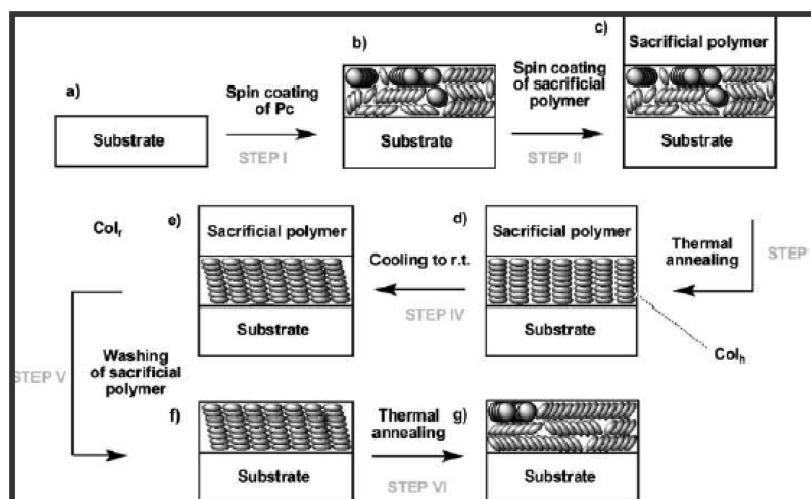 a)
Substrate
Spin coating
of Pc
STEP I
b)
Substrate
Spin coating
of sacrificial
polymer
STEP II
c)
Sacrificial polymer
Substrate
Thermal
annealing
STEP
d)
Sacrificial polymer
Substrate
Colh
Cooling to r.t.
STEP IV
e)
Sacrificial polymer
Substrate
Colr
STEP V
Washing
of sacrificial
polymer
f)
Substrate
Thermal
annealing
STEP VI
g)
Substrate